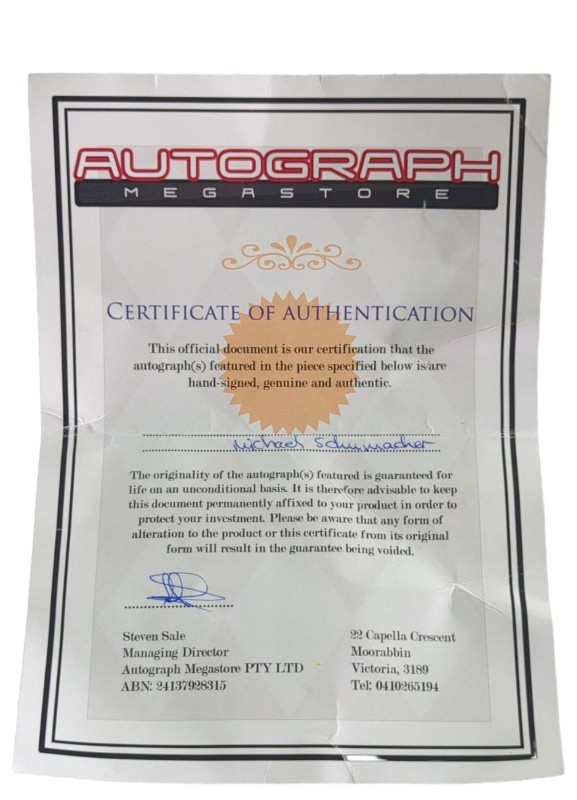 AUTOGRAPH
MEGASTORE
CERTIFICATE OF AUTHENTICATION
This official document is our certification that the
autograph(s) featured in the piece specified below is/are
hand-signed, genuine and authentic.
Michael Schumacher
The originality of the autograph(s) featured is guaranteed for
life on an unconditional basis. It is therefore advisable to keep
this document permanently affixed to your product in order to
protect your investment. Please be aware that any form of
alteration to the product or this certificate from its original
form will result in the guarantee being voided.
Steven Sale
Managing Director
Autograph Megastore PTY LTD
ABN: 24137928315
22 Capella Crescent
Moorabbin
Victoria, 3189
Tel: 0410265194